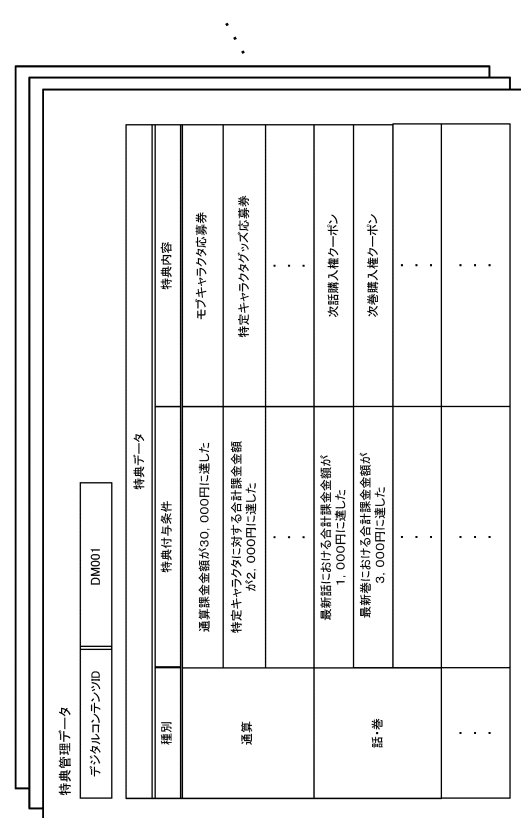 特典管理データ
デジタルコンテンツID
DM001
特典データ
種別
特典付与条件
特典内容
通算
通算課金金額が30,000円に達した
モブキャラクタ応募券
特定キャラクタに対する合計課金金額
が2,000円に達した
特定キャラクタグッズ応募券
・・・
・・・
話・巻
最新話における合計課金金額が
1,000円に達した
次話購入権クーポン
最新巻における合計課金金額が
3,000円に達した
次巻購入権クーポン
・・・
・・・
・・・
・・・
・・・
・・・